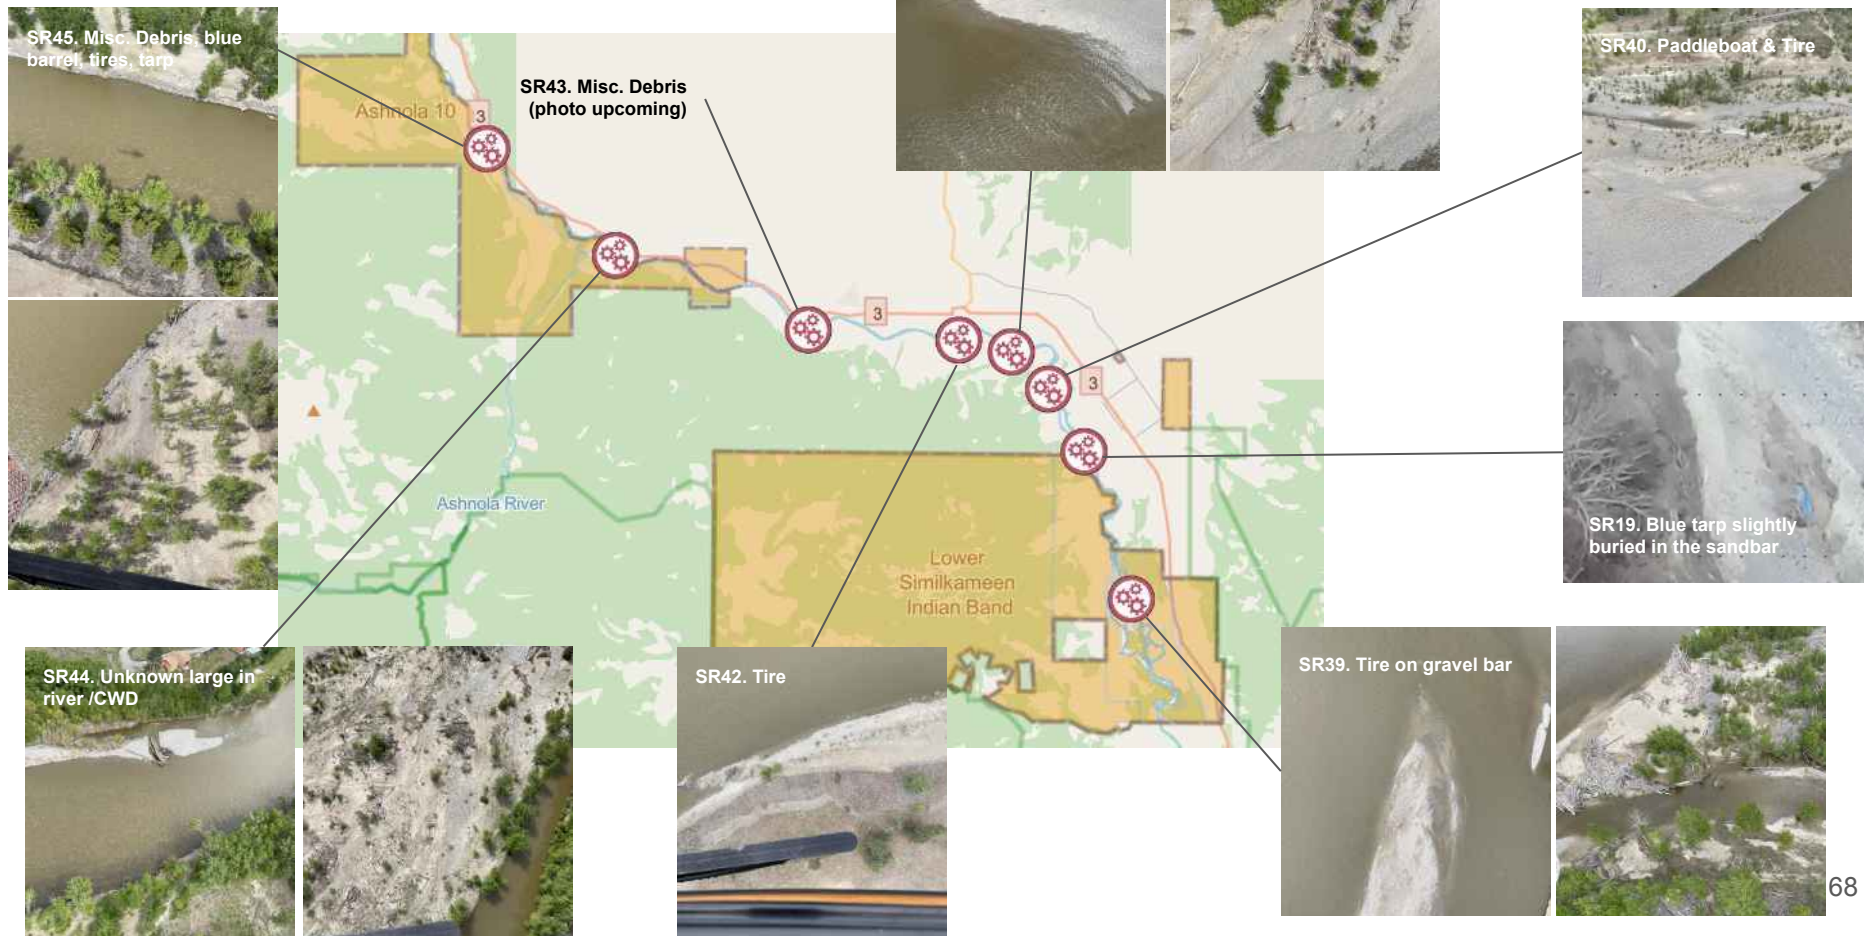 SR45. Misc. Debris, blue
barrel, tires, tarp
SR43. Misc. Debris
(photo upcoming)
SR40. Paddleboat & Tire
Ashnola 10
3
3
3
SR19. Blue tarp slightly
buried in the sandbar
Ashnola River
Lower
Similkameen
Indian Band
SR44. Unknown large in
river /CWD
SR42. Tire
SR39. Tire on gravel bar
68